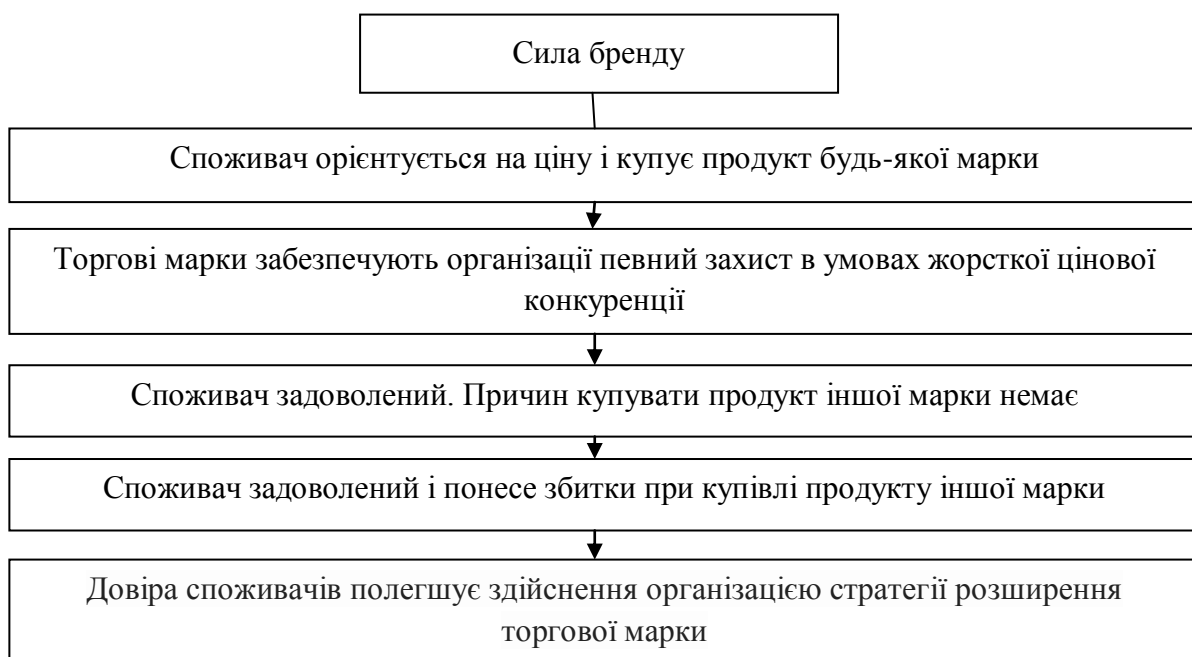 Сила бренду
Споживач орієнтується на ціну і купує продукт будь-якої марки
Торгові марки забезпечують організації певний захист в умовах жорсткої цінової
конкуренції
Споживач задоволений. Причин купувати продукт іншої марки немає
Споживач задоволений і понесе збитки при купівлі продукту іншої марки
Довіра споживачів полегшує здійснення організацією стратегії розширення
торгової марки